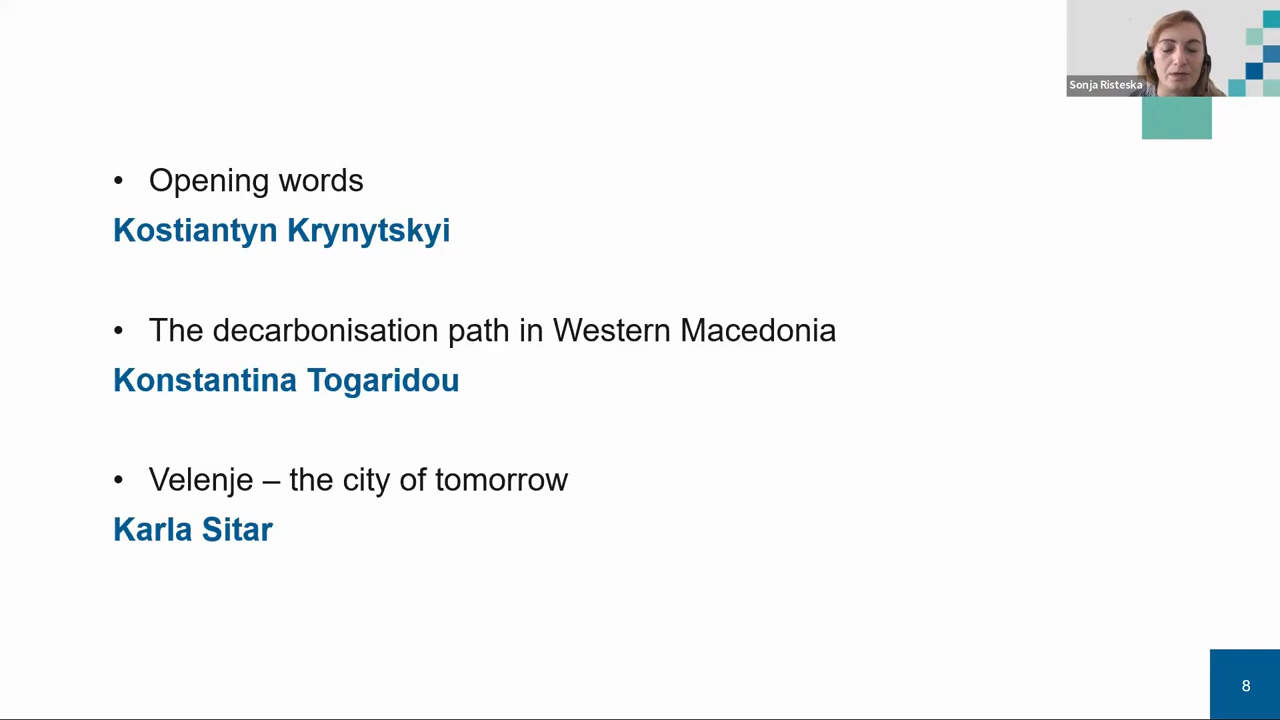 Sonja Risteska
• Opening words
Kostiantyn Krynytskyi
• The decarbonisation path in Western Macedonia
Konstantina Togaridou
• Velenje – the city of tomorrow
Karla Sitar
8